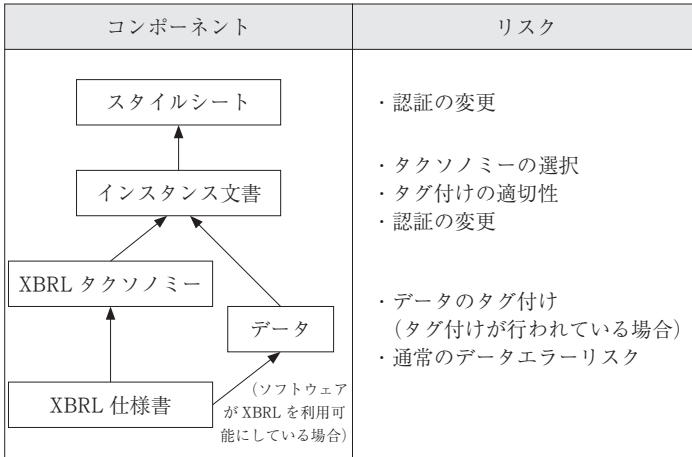 コンポーネント
リスク
スタイルシート
・認証の変更
インスタンス文書
・タクソノミーの選択
・タグ付けの適切性
・認証の変更
XBRL タクソノミー
データ
・データのタグ付け
（タグ付けが行われている場合）
・通常のデータエラーリスク
XBRL 仕様書
（ソフトウェア
が XBRL を利用可
能にしている場合）